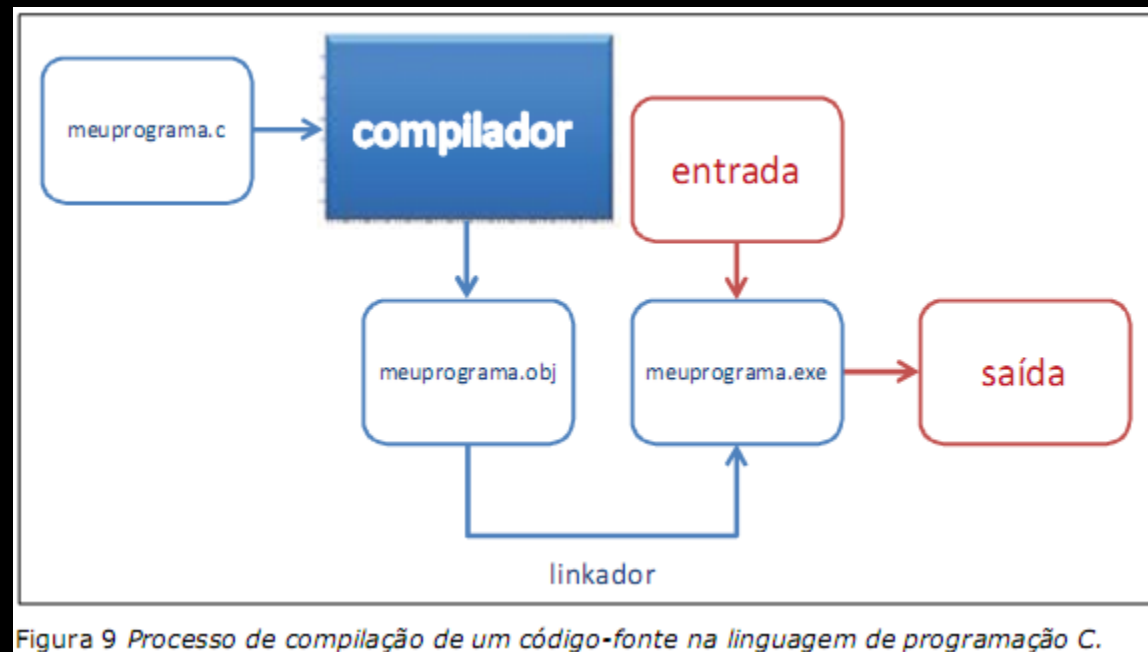 meuprograma.c
compilador
entrada
meuprograma.obj
meuprograma.exe
saída
linkador
Figura 9 Processo de compilação de um código-fonte na linguagem de programação C.